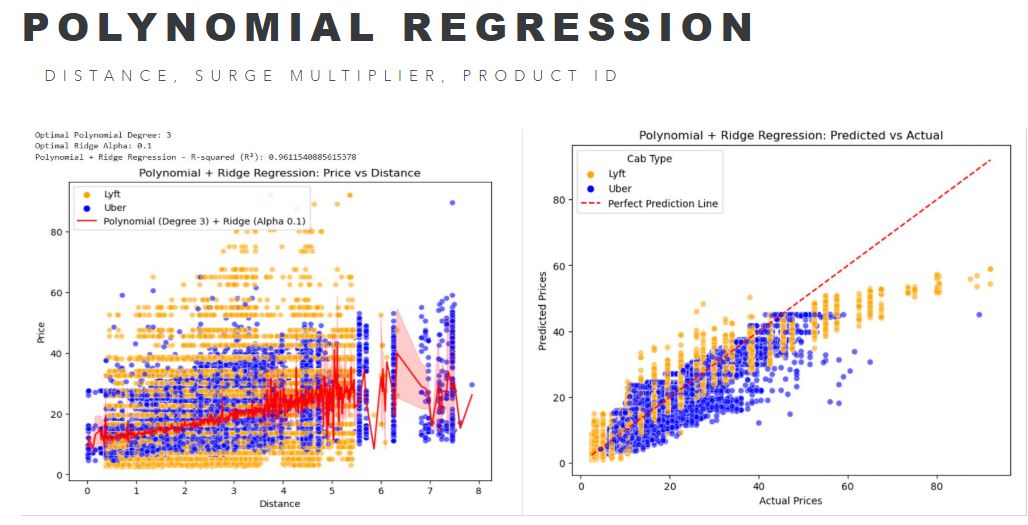 POLYNOMIAL REGRESSION
DISTANCE, SURGE MULTIPLIER, PRODUCT ID
Optimal Polynomial Degree: 3
Optimal Ridge Alpha: 0.1
Polynomial + Ridge Regression - R-squared (R²): 0.9611540885615378
Polynomial + Ridge Regression: Price vs Distance
Lyft
Uber
Polynomial (Degree 3) + Ridge (Alpha 0.1)
80
60
40
20
0
Price
0 1 2 3 4 5 6 7 8
Distance
Polynomial + Ridge Regression: Predicted vs Actual
Cab Type
Lyft
Uber
Perfect Prediction Line
80
60
40
20
0
Predicted Prices
0 20 40 60 80
Actual Prices